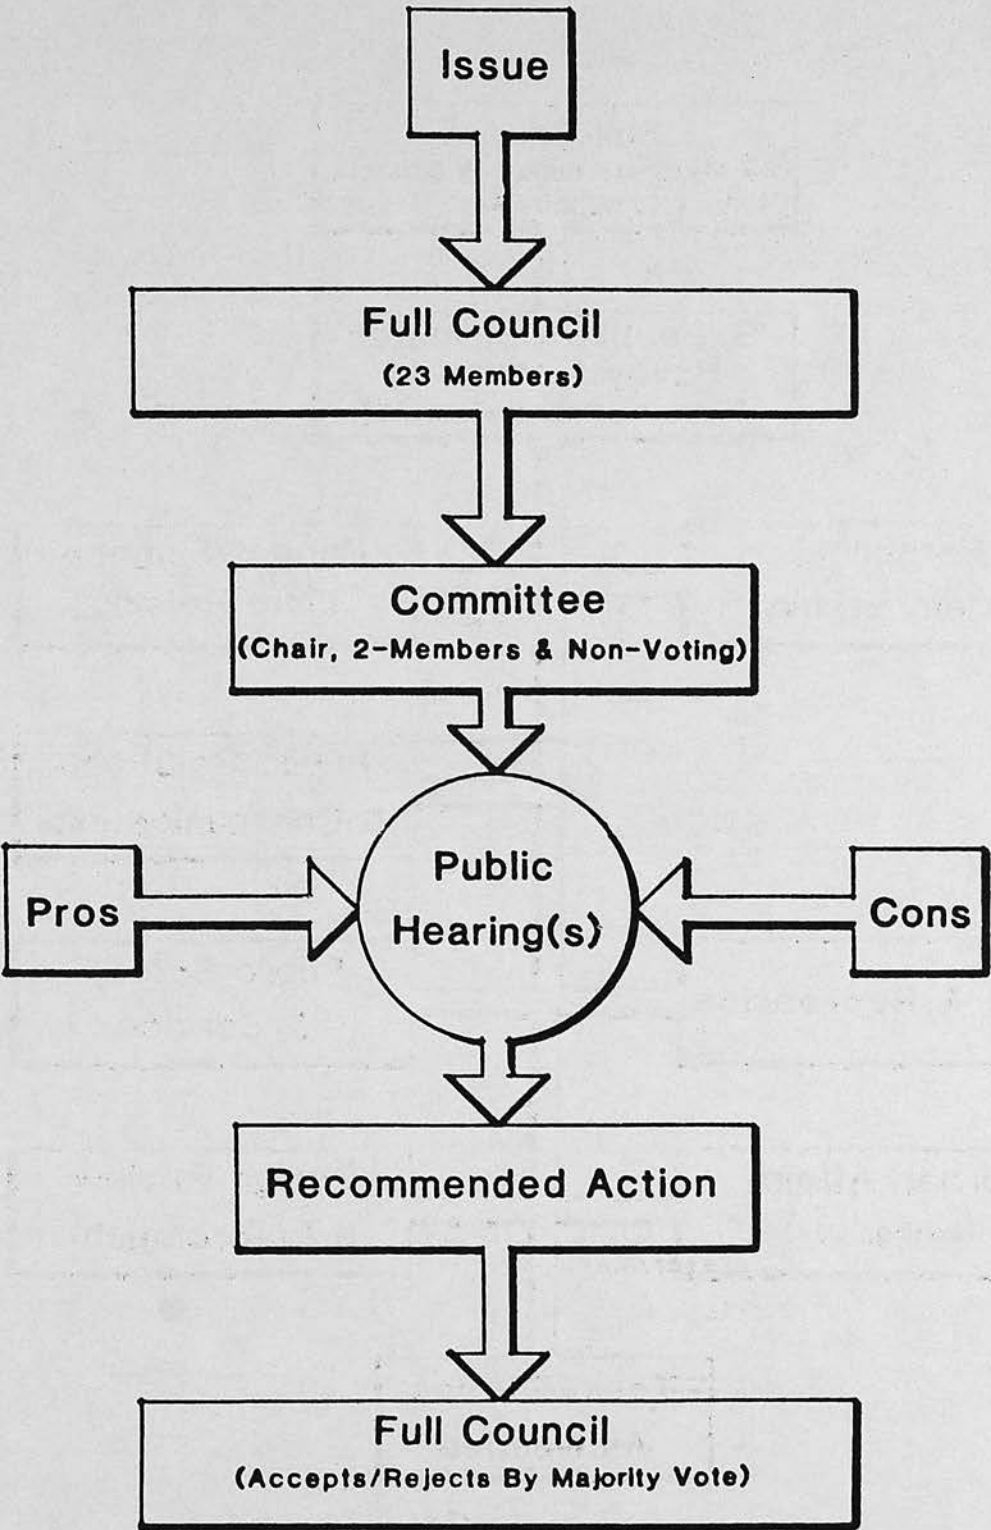 Issue
Full Council
(23 Members)
Committee
(Chair, 2-Members & Non-Voting)
Public
Hearing(s)
Pros
Cons
Recommended Action
Full Council
(Accepts/Rejects By Majority Vote)